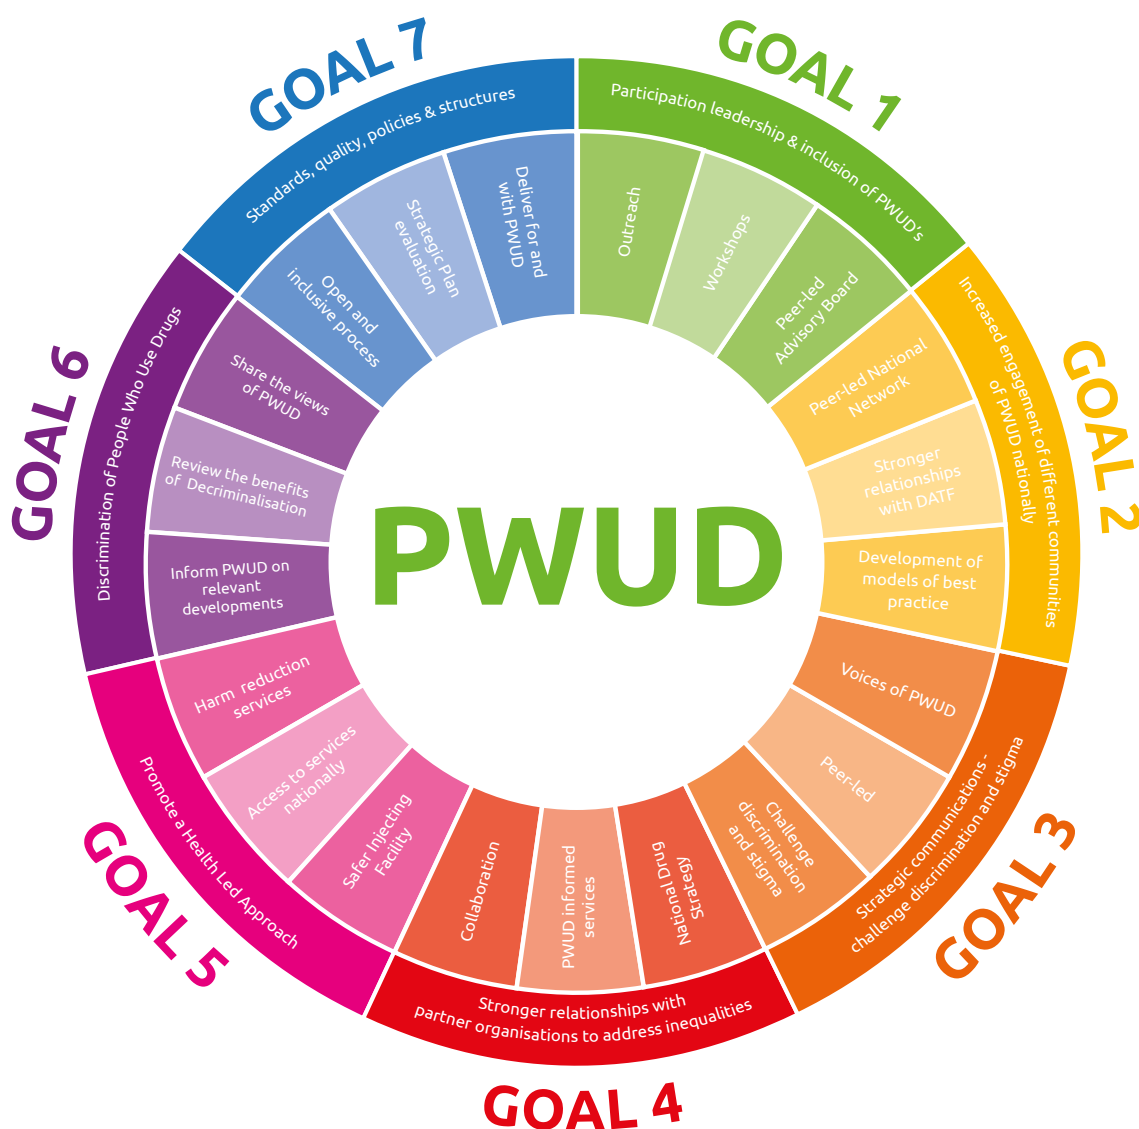 GOAL 1
Participation leadership & inclusion of PWUD's
Outreach
Workshops
Peer-led
Advisory Board
GOAL 2
Increased engagement of different communities
of PWUD nationally
Peer-led National
Network
Stronger
relationships
with DATF
Development of
models of best
practice
GOAL 3
Strategic communications -
challenge discrimination and stigma
Voices of PWUD
Peer-led
Challenge
discrimination
and stigma
GOAL 4
Stronger relationships with
partner organisations to address inequalities
National Drug
Strategy
PWUD informed
services
Collaboration
GOAL 5
Promote a Health Led Approach
Safer Injecting
Facility
Access to services
nationally
Harm reduction
services
GOAL 6
Discrimination of People Who Use Drugs
Inform PWUD on
relevant
developments
Review the benefits
of Decriminalisation
Share the views
of PWUD
GOAL 7
Standards, quality, policies & structures
Open and
inclusive process
Strategic Plan
evaluation
Deliver for and
with PWUD
PWUD